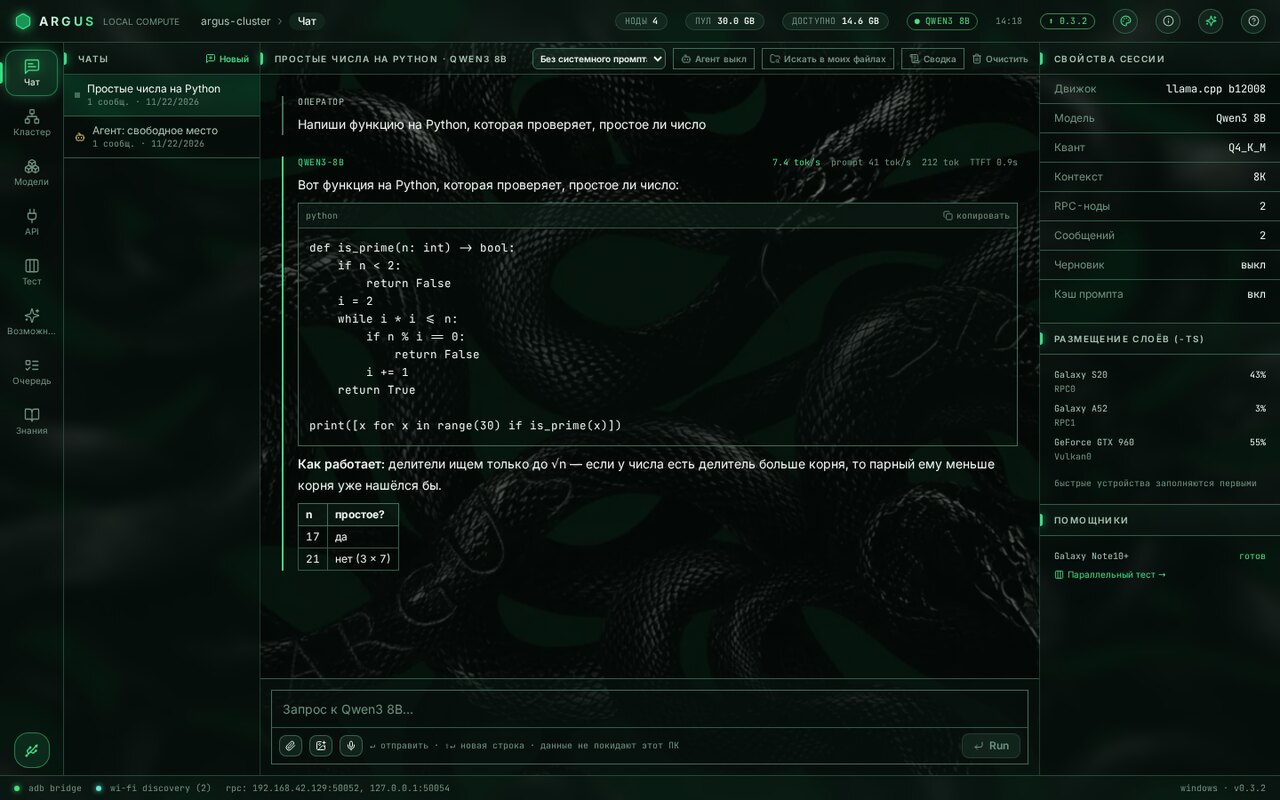 ARGUS LOCAL COMPUTE argus-cluster › Чат НОДЫ 4 ПУЛ 30.0 GB ДОСТУПНО 14.6 GB QWEN3 8B 14:18 ⬆ 0.3.2
Чат
Кластер
Модели
API
Тест
Возможн...
Очередь
Знания
ЧАТЫ Новый
Простые числа на Python
1 сообщ. · 11/22/2026
Агент: свободное место
1 сообщ. · 11/22/2026
ПРОСТЫЕ ЧИСЛА НА PYTHON · QWEN3 8B Без системного промпт Агент выкл Искать в моих файлах Сводка Очистить
ОПЕРАТОР
Напиши функцию на Python, которая проверяет, простое ли число
QWEN3-8B 7.4 tok/s prompt 41 tok/s 212 tok TTFT 0.9s
Вот функция на Python, которая проверяет, простое ли число:
python копировать
def is_prime(n: int) -> bool:
    if n < 2:
        return False
    i = 2
    while i * i <= n:
        if n % i == 0:
            return False
        i += 1
    return True
print([x for x in range(30) if is_prime(x)])
Как работает: делители ищем только до √n — если у числа есть делитель больше корня, то парный ему меньше
корня уже нашёлся бы.
n простое?
17 да
21 нет (3 × 7)
Запрос к Qwen3 8B...
↵ отправить · ⇧↵ новая строка · данные не покидают этот ПК
↵ Run
СВОЙСТВА СЕССИИ
Движок llama.cpp b12008
Модель Qwen3 8B
Квант Q4_K_M
Контекст 8K
RPC-ноды 2
Сообщений 2
Черновик выкл
Кэш промпта вкл
РАЗМЕЩЕНИЕ СЛОЁВ (-TS)
Galaxy S20 43%
RPC0
Galaxy A52 3%
RPC1
GeForce GTX 960 55%
Vulkan0
быстрые устройства заполняются первыми
ПОМОЩНИКИ
Galaxy Note10+ готов
Параллельный тест →
adb bridge wi-fi discovery (2) rpc: 192.168.42.129:50052, 127.0.0.1:50054 windows · v0.3.2